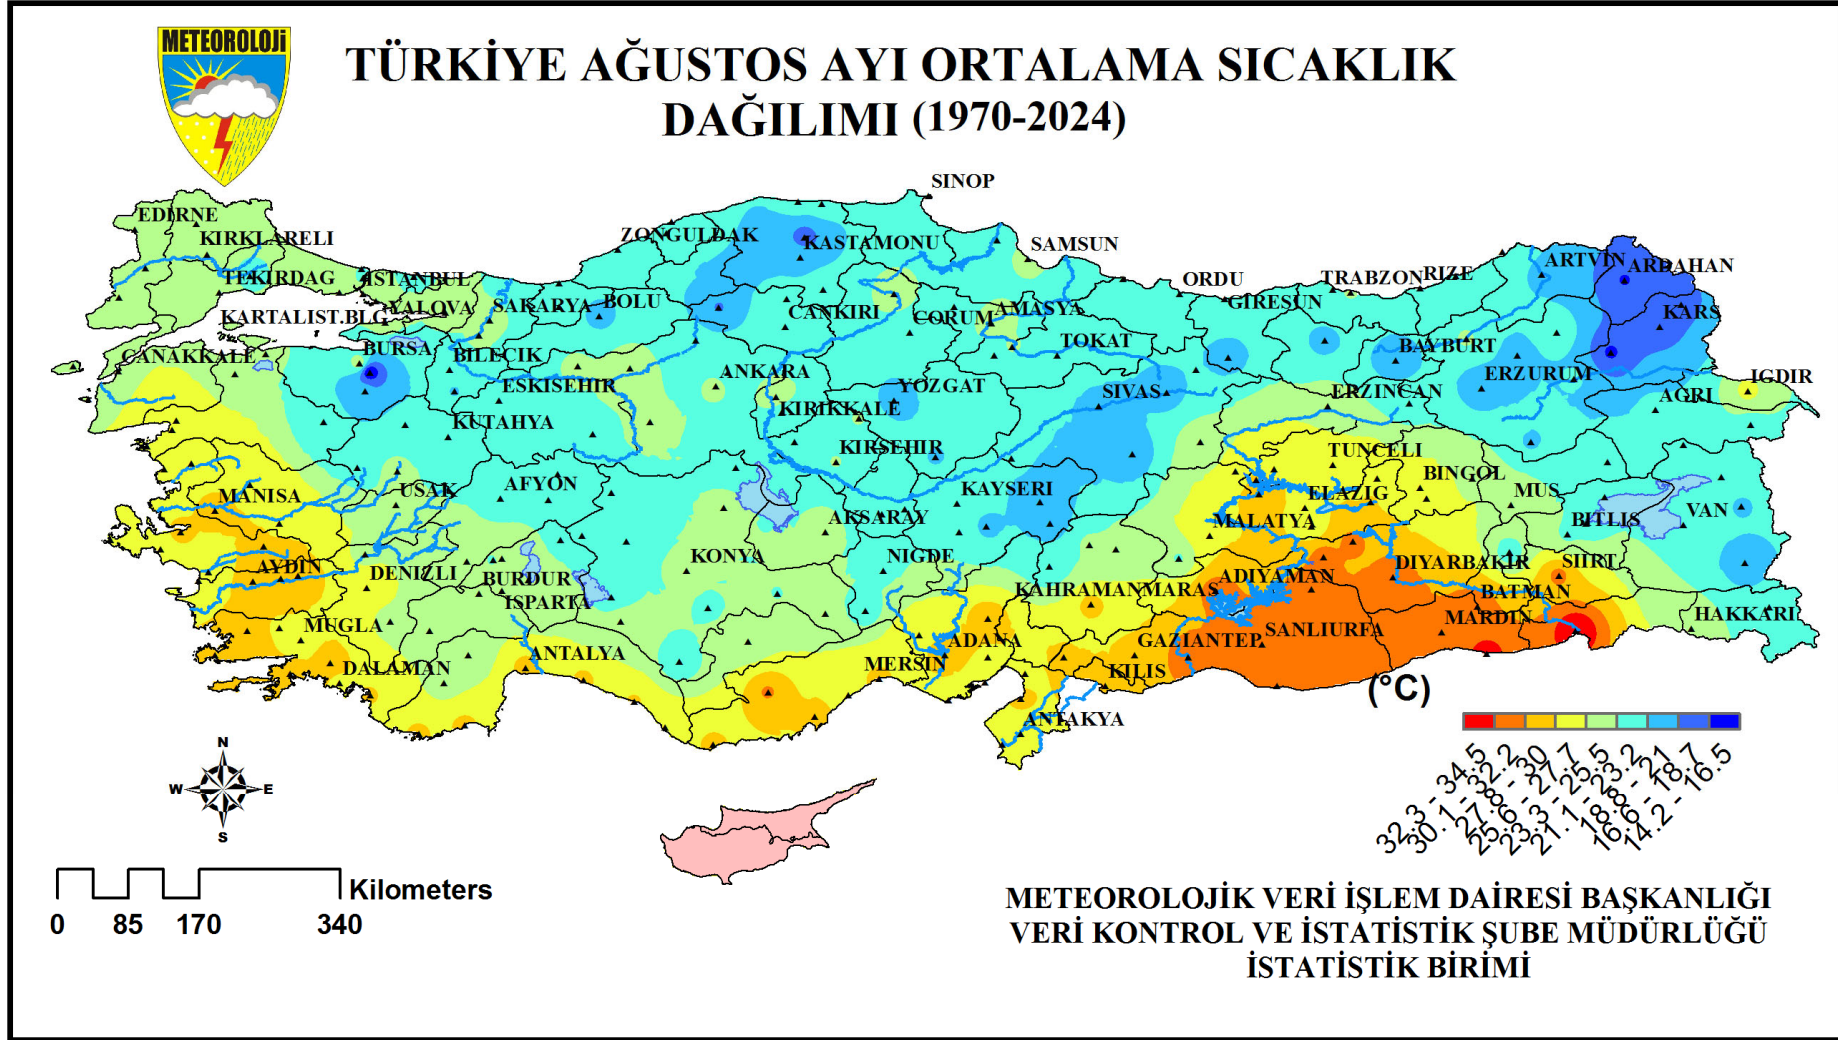 METEOROLOJİ
TÜRKİYE AĞUSTOS AYI ORTALAMA SICAKLIK
DAĞILIMI (1970-2024)
SINOP
EDIRNE
KIRKLARELI
ZONGULDAK
KASTAMONU
SAMSUN
ARTVIN
ARDAHAN
TEKIRDAG
ISTANBUL
ORDU
TRABZON
RIZE
YALOVA
SAKARYA
BOLU
GIRESUN
KARTALIST.BLG
CANKIRI
CORUM
AMASYA
KARS
CANAKKALE
BURSA
BILECIK
TOKAT
BAYBURT
ESKISEHIR
ANKARA
YOZGAT
SIVAS
ERZINCAN
ERZURUM
IGDIR
AGRI
KUTAHYA
KIRIKKALE
KIRSEHIR
TUNCELI
BINGOL
MANISA
USAK
AFYON
KAYSERI
ELAZIG
MUS
AKSARAY
MALATYA
BITLIS
VAN
AYDIN
DENIZLI
BURDUR
KONYA
NIGDE
DIYARBAKIR
SIIRT
ISPARTA
KAHRAMANMARAS
ADIYAMAN
BATMAN
MUGLA
ADANA
GAZIANTEP
SANLIURFA
MARDIN
HAKKARI
DALAMAN
ANTALYA
MERSIN
KILIS
ANTAKYA
(°C)
32.3 - 34.5
30.1 - 32.2
27.8 - 30
25.6 - 27.7
23.3 - 25.5
21.1 - 23.2
18.8 - 21
16.6 - 18.7
14.2 - 16.5
N
W E
S
Kilometers
0 85 170 340
METEOROLOJİK VERİ İŞLEM DAİRESİ BAŞKANLIĞI
VERİ KONTROL VE İSTATİSTİK ŞUBE MÜDÜRLÜĞÜ
İSTATİSTİK BİRİMİ